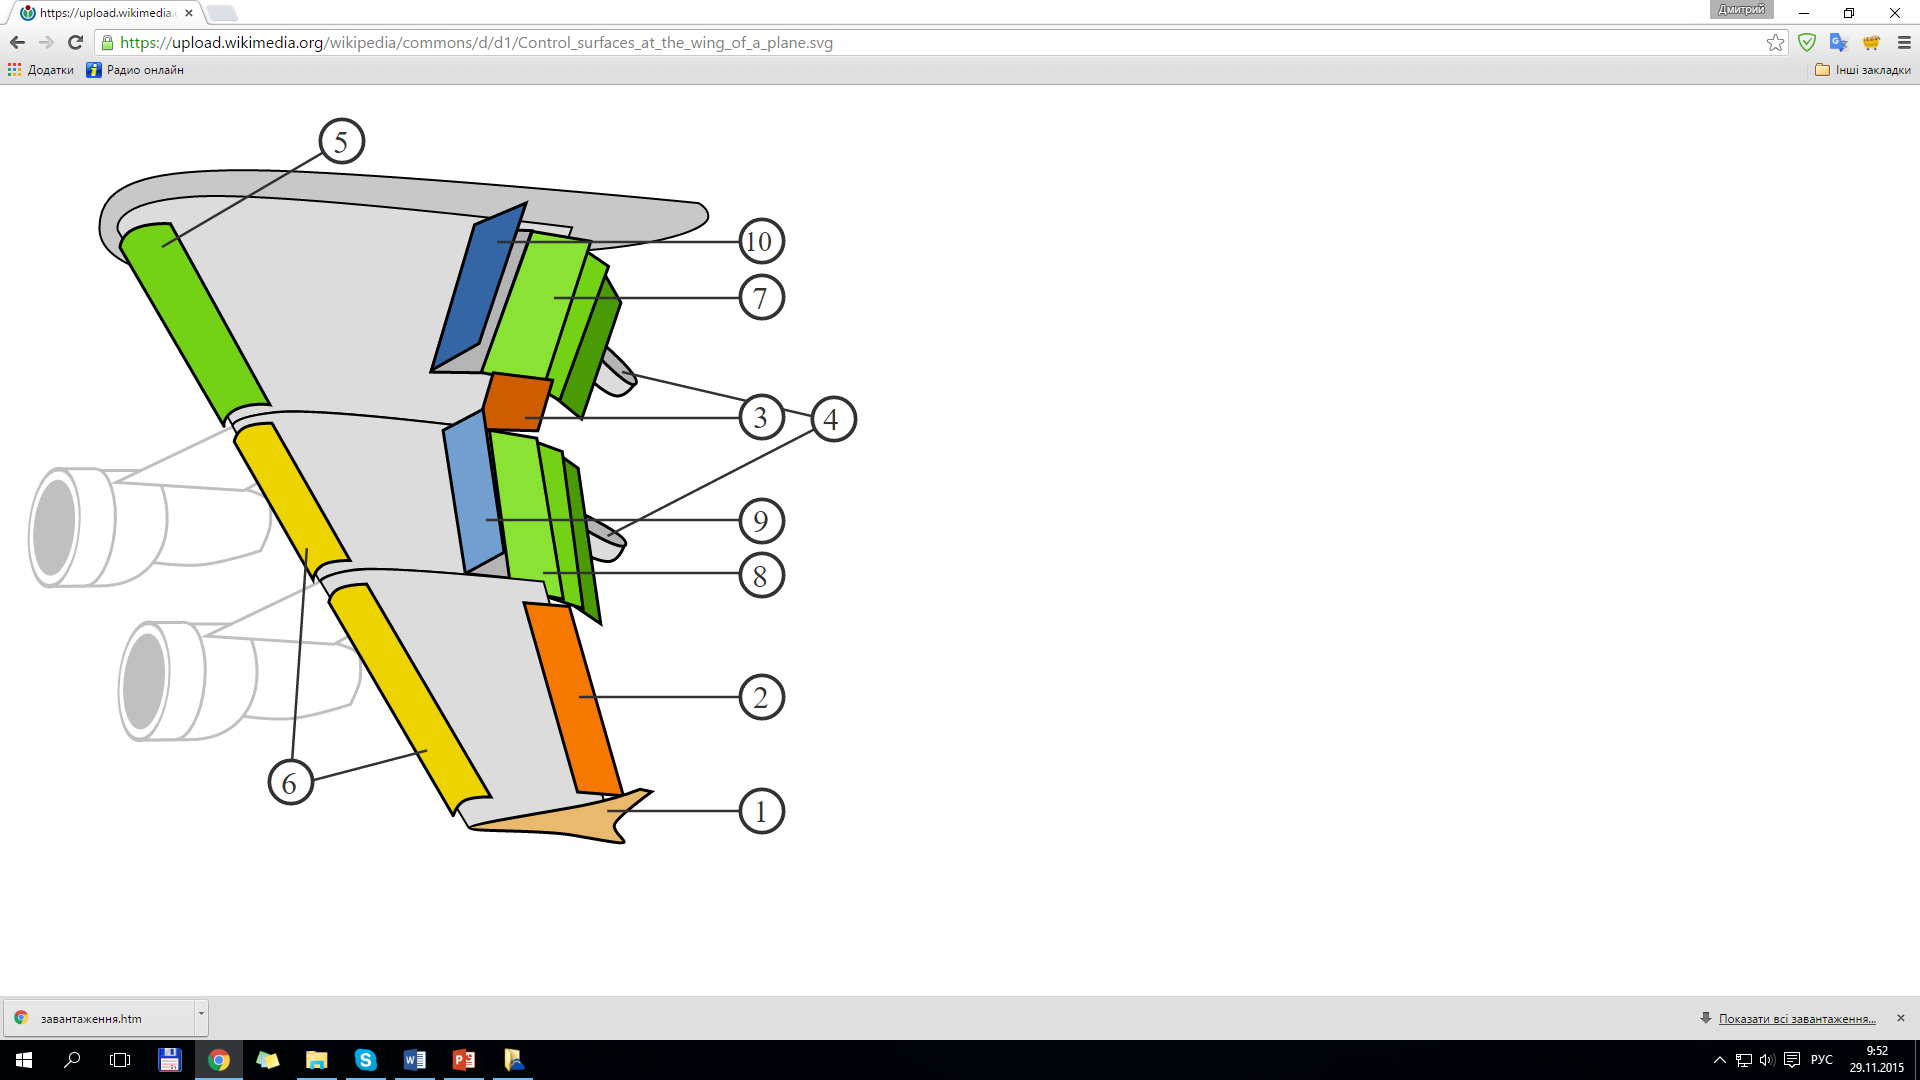 https://upload.wikimedia.
Дмитрий
https://upload.wikimedia.org/wikipedia/commons/d/d1/Control_surfaces_at_the_wing_of_a_plane.svg
Додатки
Радио онлайн
Інші закладки
5
10
7
3
4
9
8
2
6
1
завантаження.htm
Показати всі завантаження...
РУС
9:52
29.11.2015